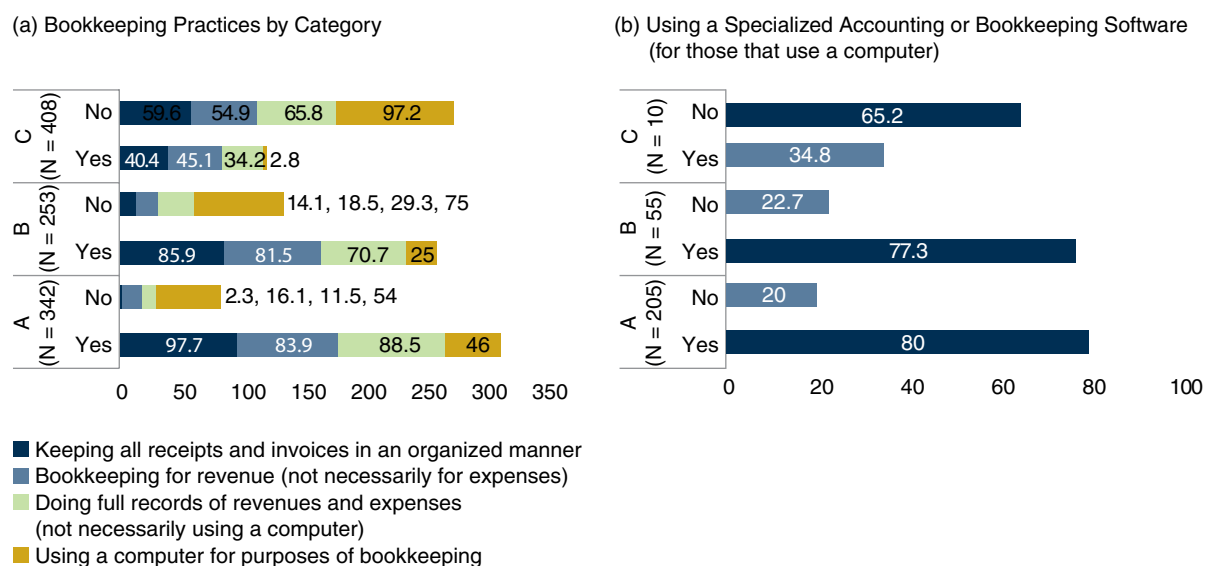 (a) Bookkeeping Practices by Category
C
(N = 408)
No
59.6
54.9
65.8
97.2
Yes
40.4
45.1
34.2
2.8
B
(N = 253)
No
14.1, 18.5, 29.3, 75
Yes
85.9
81.5
70.7
25
A
(N = 342)
No
2.3, 16.1, 11.5, 54
Yes
97.7
83.9
88.5
46
0 50 100 150 200 250 300 350
Keeping all receipts and invoices in an organized manner
Bookkeeping for revenue (not necessarily for expenses)
Doing full records of revenues and expenses
(not necessarily using a computer)
Using a computer for purposes of bookkeeping
(b) Using a Specialized Accounting or Bookkeeping Software
(for those that use a computer)
C
(N = 10)
No
65.2
Yes
34.8
B
(N = 55)
No
22.7
Yes
77.3
A
(N = 205)
No
20
Yes
80
0 20 40 60 80 100